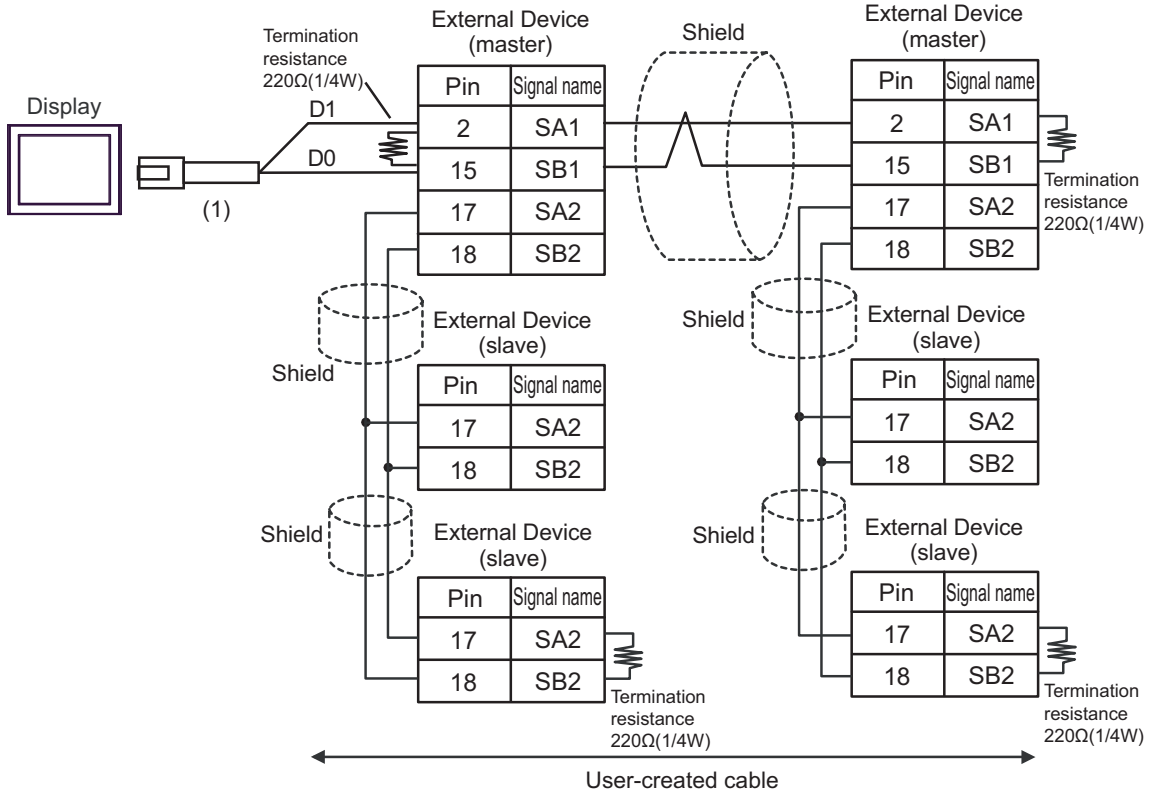 Display
(1)
Termination
resistance
220Ω(1/4W)
D1
D0
External Device
(master)
Pin Signal name
2 SA1
15 SB1
17 SA2
18 SB2
Shield
External Device
(master)
Pin Signal name
2 SA1
15 SB1
17 SA2
18 SB2
Termination
resistance
220Ω(1/4W)
Shield
External Device
(slave)
Pin Signal name
17 SA2
18 SB2
Shield
External Device
(slave)
Pin Signal name
17 SA2
18 SB2
Shield
External Device
(slave)
Pin Signal name
17 SA2
18 SB2
Termination
resistance
220Ω(1/4W)
Shield
External Device
(slave)
Pin Signal name
17 SA2
18 SB2
Termination
resistance
220Ω(1/4W)
User-created cable